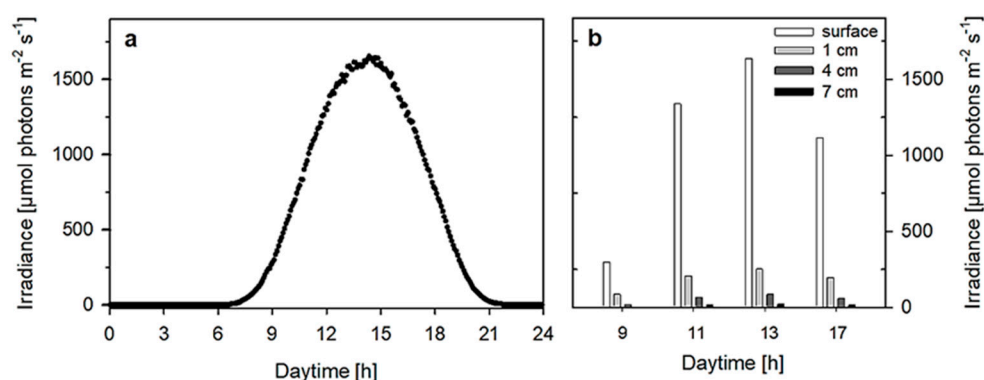 a
Irradiance [µmol photons m-2 s-1]
1500
1000
500
0
0 3 6 9 12 15 18 21 24
Daytime [h]
b
surface
1 cm
4 cm
7 cm
1500
1000
500
0
Irradiance [µmol photons m-2 s-1]
9 11 13 17
Daytime [h]